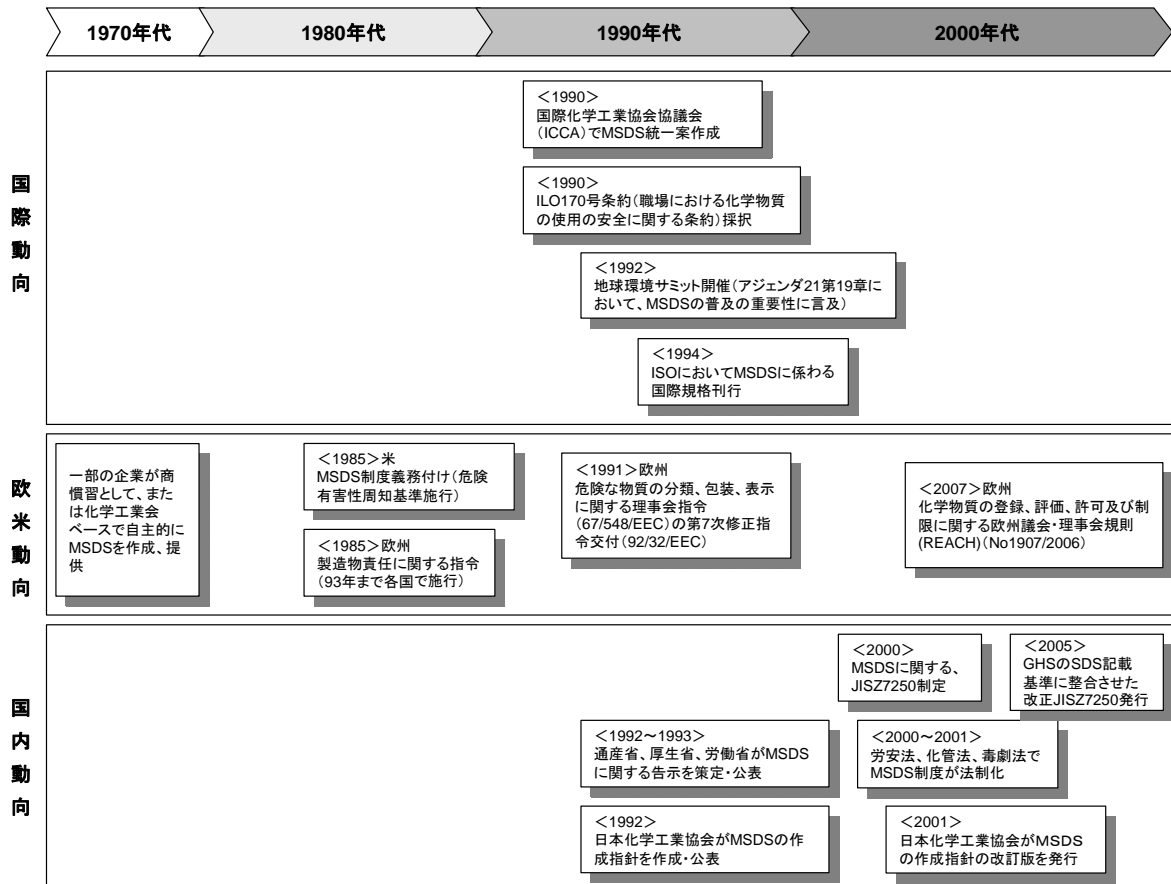 1970年代
1980年代
1990年代
2000年代
国際動向
＜1990＞
国際化学工業協会協議会
（ICCA）でMSDS統一案作成
＜1990＞
ILO170号条約（職場における化学物質
の使用の安全に関する条約）採択
＜1992＞
地球環境サミット開催（アジェンダ21第19章に
おいて、MSDSの普及の重要性に言及）
＜1994＞
ISOにおいてMSDSに係わる
国際規格刊行
欧米動向
一部の企業が商
慣習として、また
は化学工業会
ベースで自主的に
MSDSを作成、提
供
＜1985＞米
MSDS制度義務付け（危険
有害性周知基準施行）
＜1985＞欧州
製造物責任に関する指令
（93年まで各国で施行）
＜1991＞欧州
危険な物質の分類、包装、表示
に関する理事会指令
（67/548/EEC）の第7次修正指
令交付（92/32/EEC）
＜2007＞欧州
化学物質の登録、評価、許可及び制
限に関する欧州議会・理事会規則
(REACH)（No1907/2006）
国内動向
＜2000＞
MSDSに関する、
JISZ7250制定
＜2005＞
GHSのSDS記載
基準に整合させた
改正JISZ7250発行
＜1992～1993＞
通産省、厚生省、労働省がMSDS
に関する告示を策定・公表
＜2000～2001＞
労安法、化管法、毒劇法で
MSDS制度が法制化
＜1992＞
日本化学工業協会がMSDSの作
成指針を作成・公表
＜2001＞
日本化学工業協会がMSDS
の作成指針の改訂版を発行